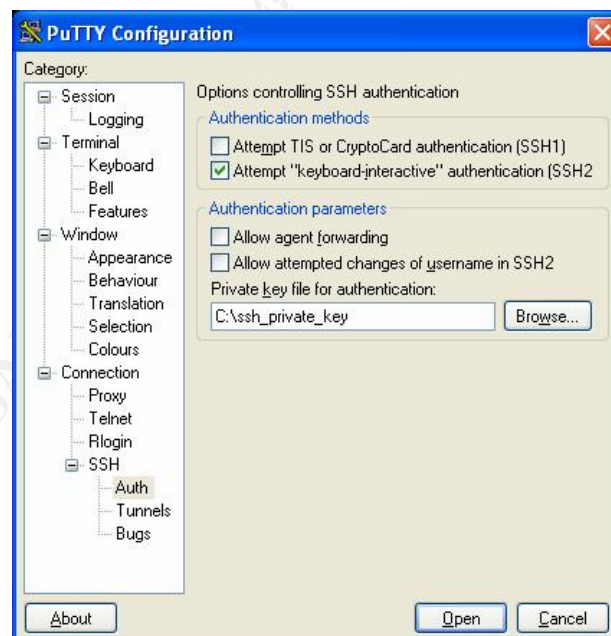 PuTTY Configuration
Category:
Session
Logging
Terminal
Keyboard
Bell
Features
Window
Appearance
Behaviour
Translation
Selection
Colours
Connection
Proxy
Telnet
Rlogin
SSH
Auth
Tunnels
Bugs
Options controlling SSH authentication
Authentication methods
Attempt TIS or CryptoCard authentication (SSH1)
Attempt "keyboard-interactive" authentication (SSH2
Authentication parameters
Allow agent forwarding
Allow attempted changes of username in SSH2
Private key file for authentication:
C:\ssh_private_key
Browse...
About
Open
Cancel